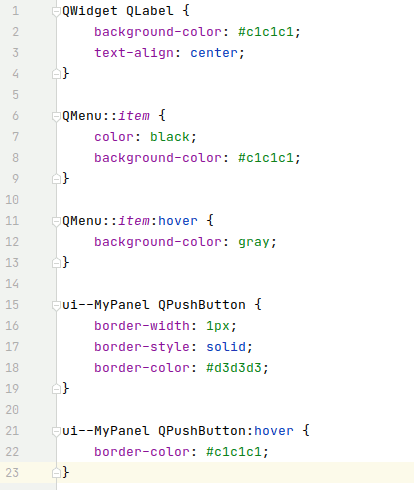 1 QWidget QLabel {
2     background-color: #c1c1c1;
3     text-align: center;
4 }
5
6 QMenu::item {
7     color: black;
8     background-color: #c1c1c1;
9 }
10
11 QMenu::item:hover {
12     background-color: gray;
13 }
14
15 ui--MyPanel QPushButton {
16     border-width: 1px;
17     border-style: solid;
18     border-color: #d3d3d3;
19 }
20
21 ui--MyPanel QPushButton:hover {
22     border-color: #c1c1c1;
23 }